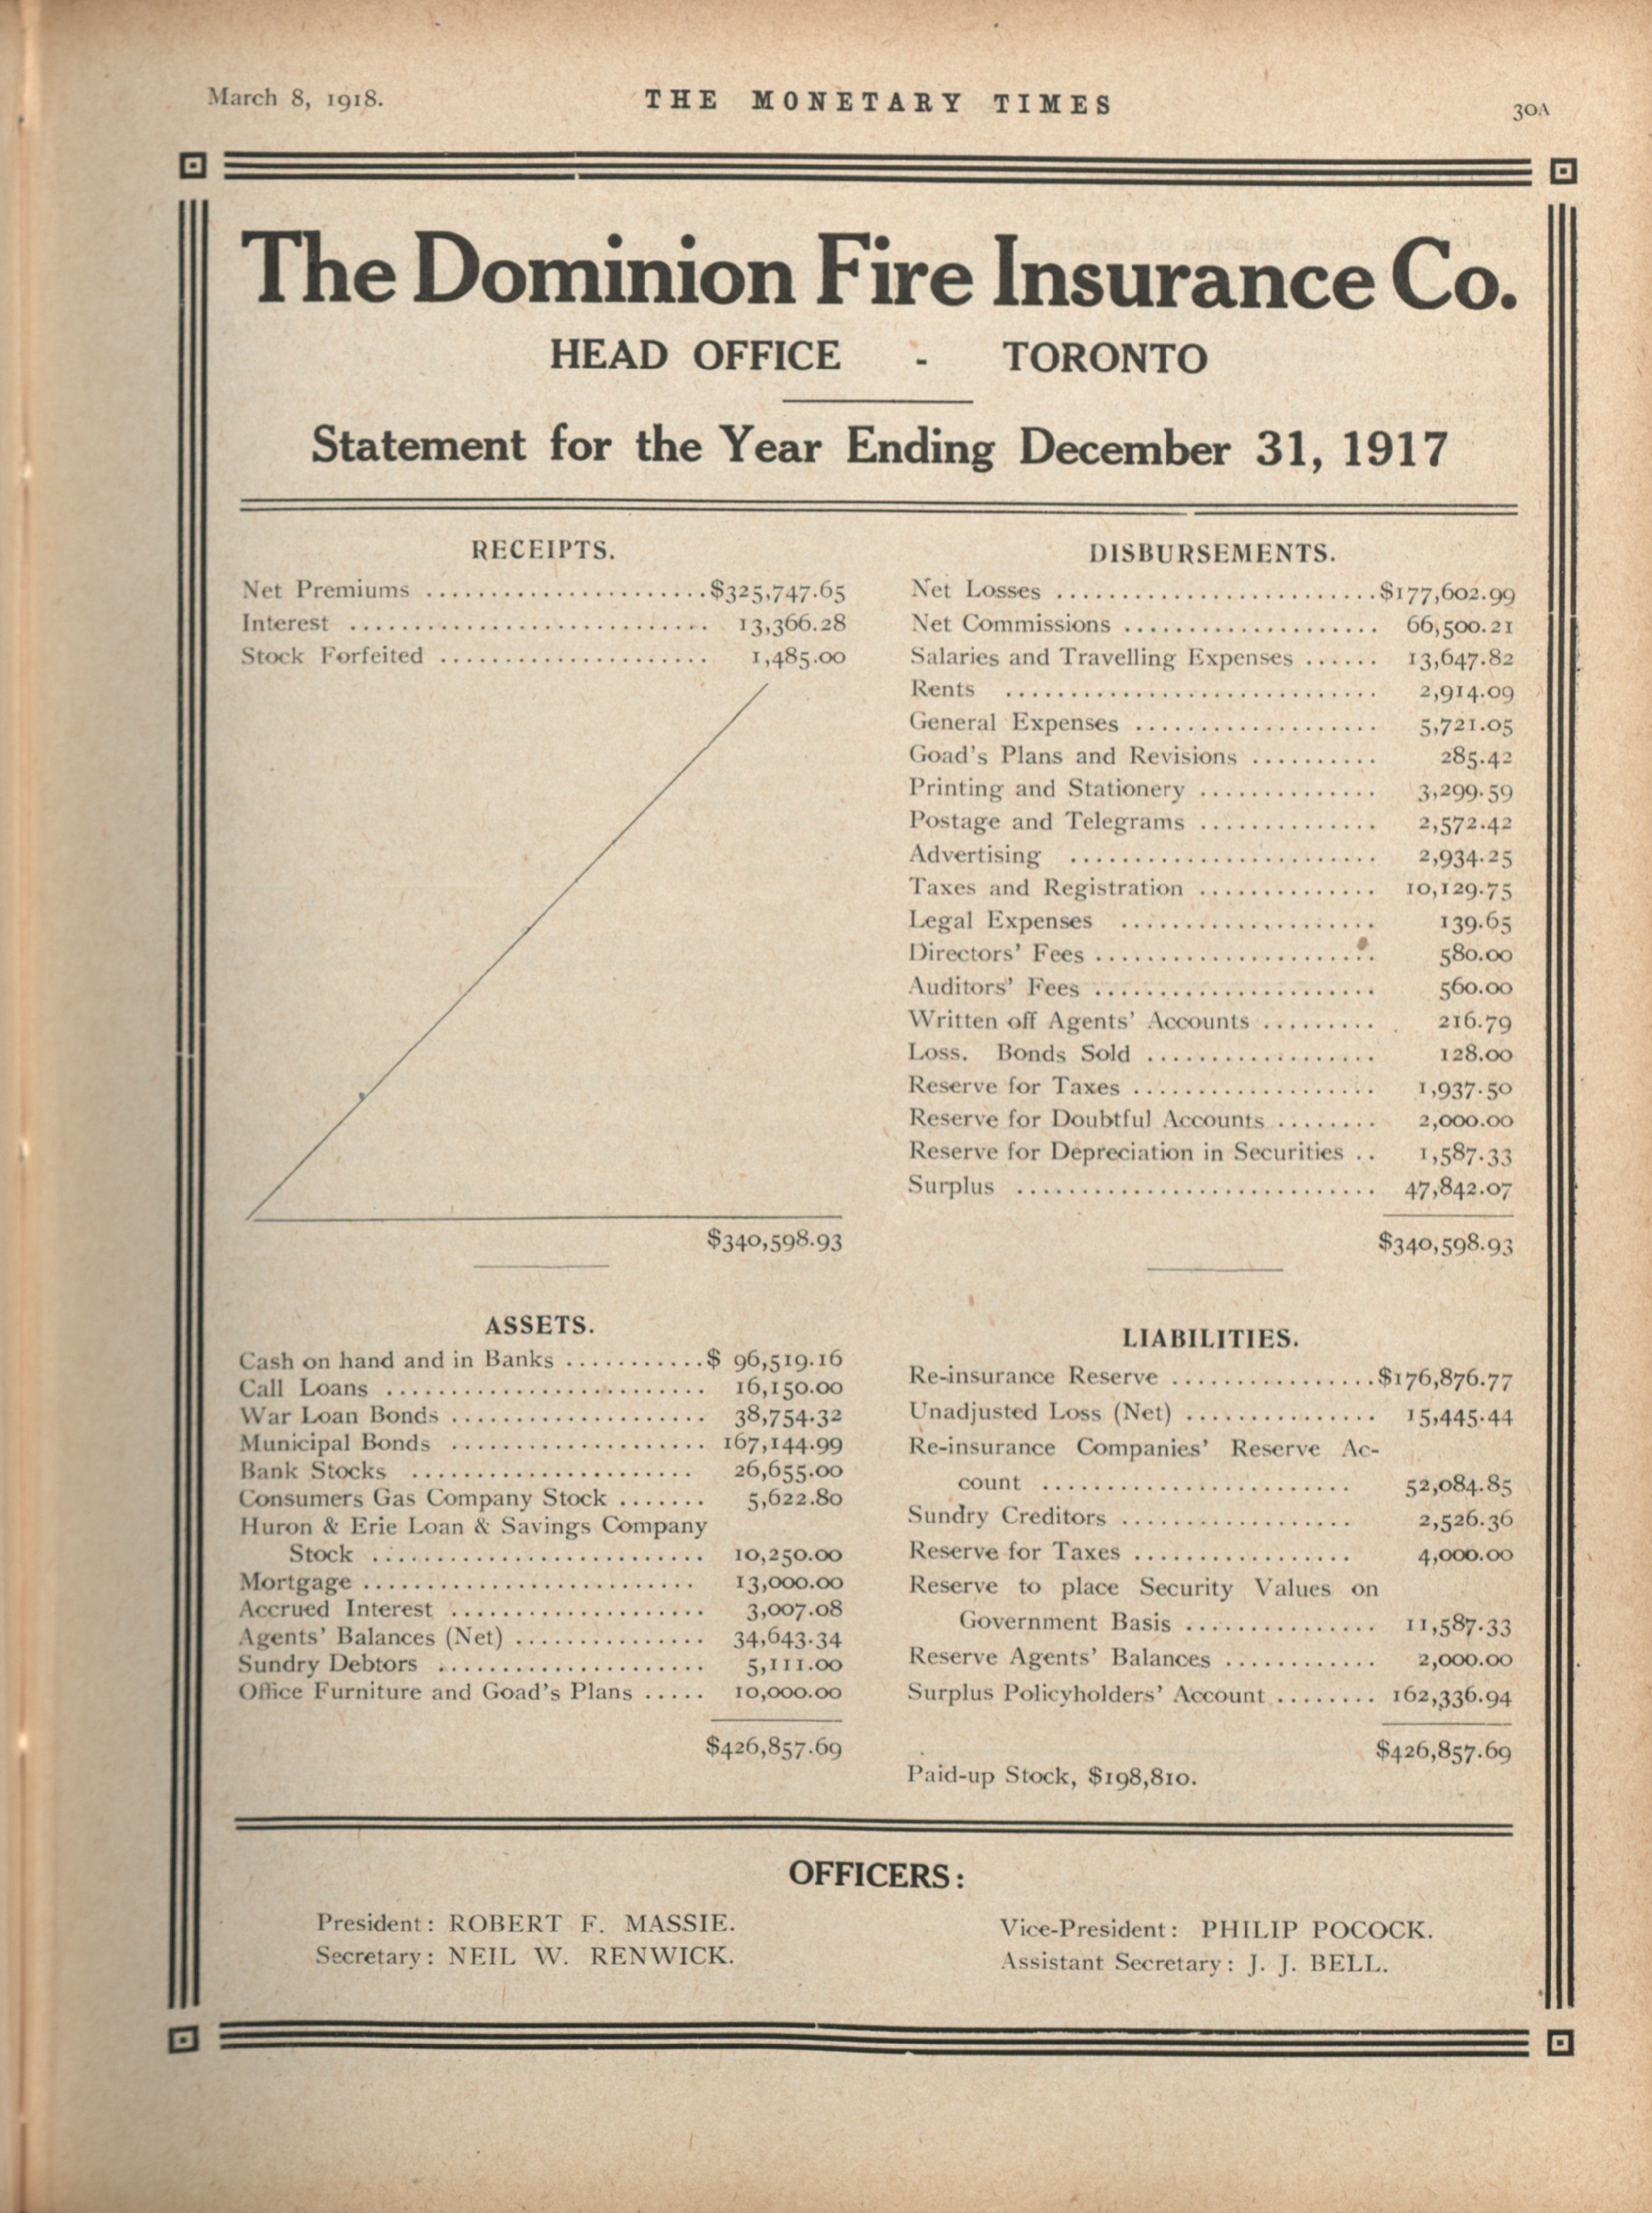 March 8, 1918.
THE MONETARY TIMES
30A
The Dominion Fire Insurance Co.
HEAD OFFICE - TORONTO
Statement for the Year Ending December 31, 1917
RECEIPTS.
Net Premiums ......................$325,747.65
Interest ............................ 13,366.28
Stock Forfeited ..................... 1,485.00
$340,598.93
DISBURSEMENTS.
Net Losses .........................$177,602.99
Net Commissions .................... 66,500.21
Salaries and Travelling Expenses ...... 13,647.82
Rents ............................. 2,914.09
General Expenses ................... 5,721.05
Goad's Plans and Revisions .......... 285.42
Printing and Stationery .............. 3,299.59
Postage and Telegrams .............. 2,572.42
Advertising ........................ 2,934.25
Taxes and Registration .............. 10,129.75
Legal Expenses .................... 139.65
Directors' Fees ...................... 580.00
Auditors' Fees ...................... 560.00
Written off Agents' Accounts ......... 216.79
Loss. Bonds Sold .................. 128.00
Reserve for Taxes ................... 1,937.50
Reserve for Doubtful Accounts ........ 2,000.00
Reserve for Depreciation in Securities .. 1,587.33
Surplus ............................ 47,842.07
$340,598.93
ASSETS.
Cash on hand and in Banks ...........$ 96,519.16
Call Loans ......................... 16,150.00
War Loan Bonds .................... 38,754.32
Municipal Bonds .................... 167,144.99
Bank Stocks ...................... 26,655.00
Consumers Gas Company Stock ....... 5,622.80
Huron & Erie Loan & Savings Company
Stock .......................... 10,250.00
Mortgage .......................... 13,000.00
Accrued Interest .................... 3,007.08
Agents' Balances (Net) ............... 34,643.34
Sundry Debtors ..................... 5,111.00
Office Furniture and Goad's Plans ..... 10,000.00
$426,857.69
LIABILITIES.
Re-insurance Reserve ................$176,876.77
Unadjusted Loss (Net) ............... 15,445.44
Re-insurance Companies' Reserve Ac-
count ........................ 52,084.85
Sundry Creditors .................. 2,526.36
Reserve for Taxes ................. 4,000.00
Reserve to place Security Values on
Government Basis ............... 11,587.33
Reserve Agents' Balances ............ 2,000.00
Surplus Policyholders' Account ........ 162,336.94
$426,857.69
Paid-up Stock, $198,810.
OFFICERS:
President: ROBERT F. MASSIE.
Secretary: NEIL W. RENWICK.
Vice-President: PHILIP POCOCK.
Assistant Secretary: J. J. BELL.